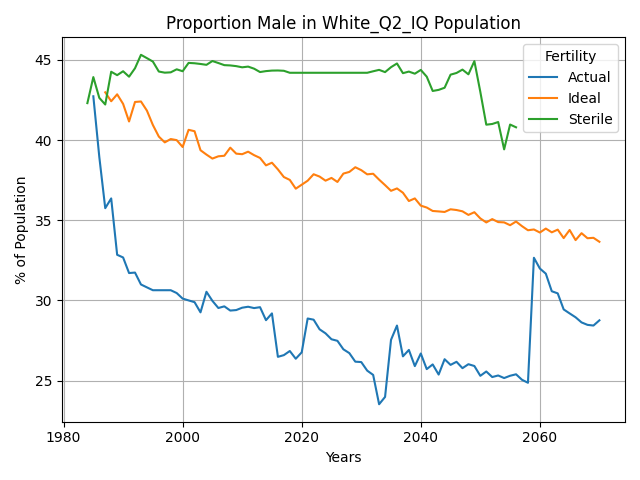 Proportion Male in White_Q2_IQ Population
% of Population
45
40
35
30
25
1980
2000
2020
2040
2060
Years
Fertility
Actual
Ideal
Sterile